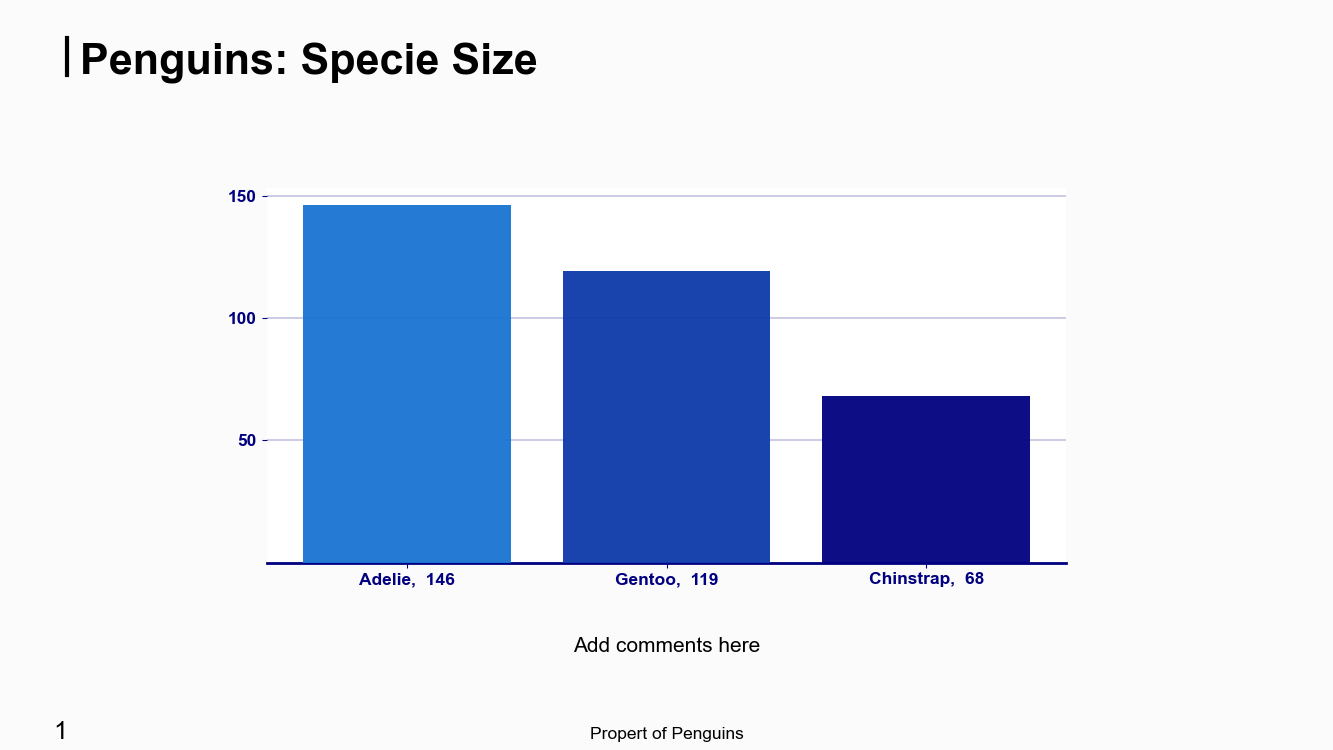 Penguins: Specie Size
150
100
50
Adelie,  146
Gentoo,  119
Chinstrap,  68
Add comments here
1
Propert of Penguins